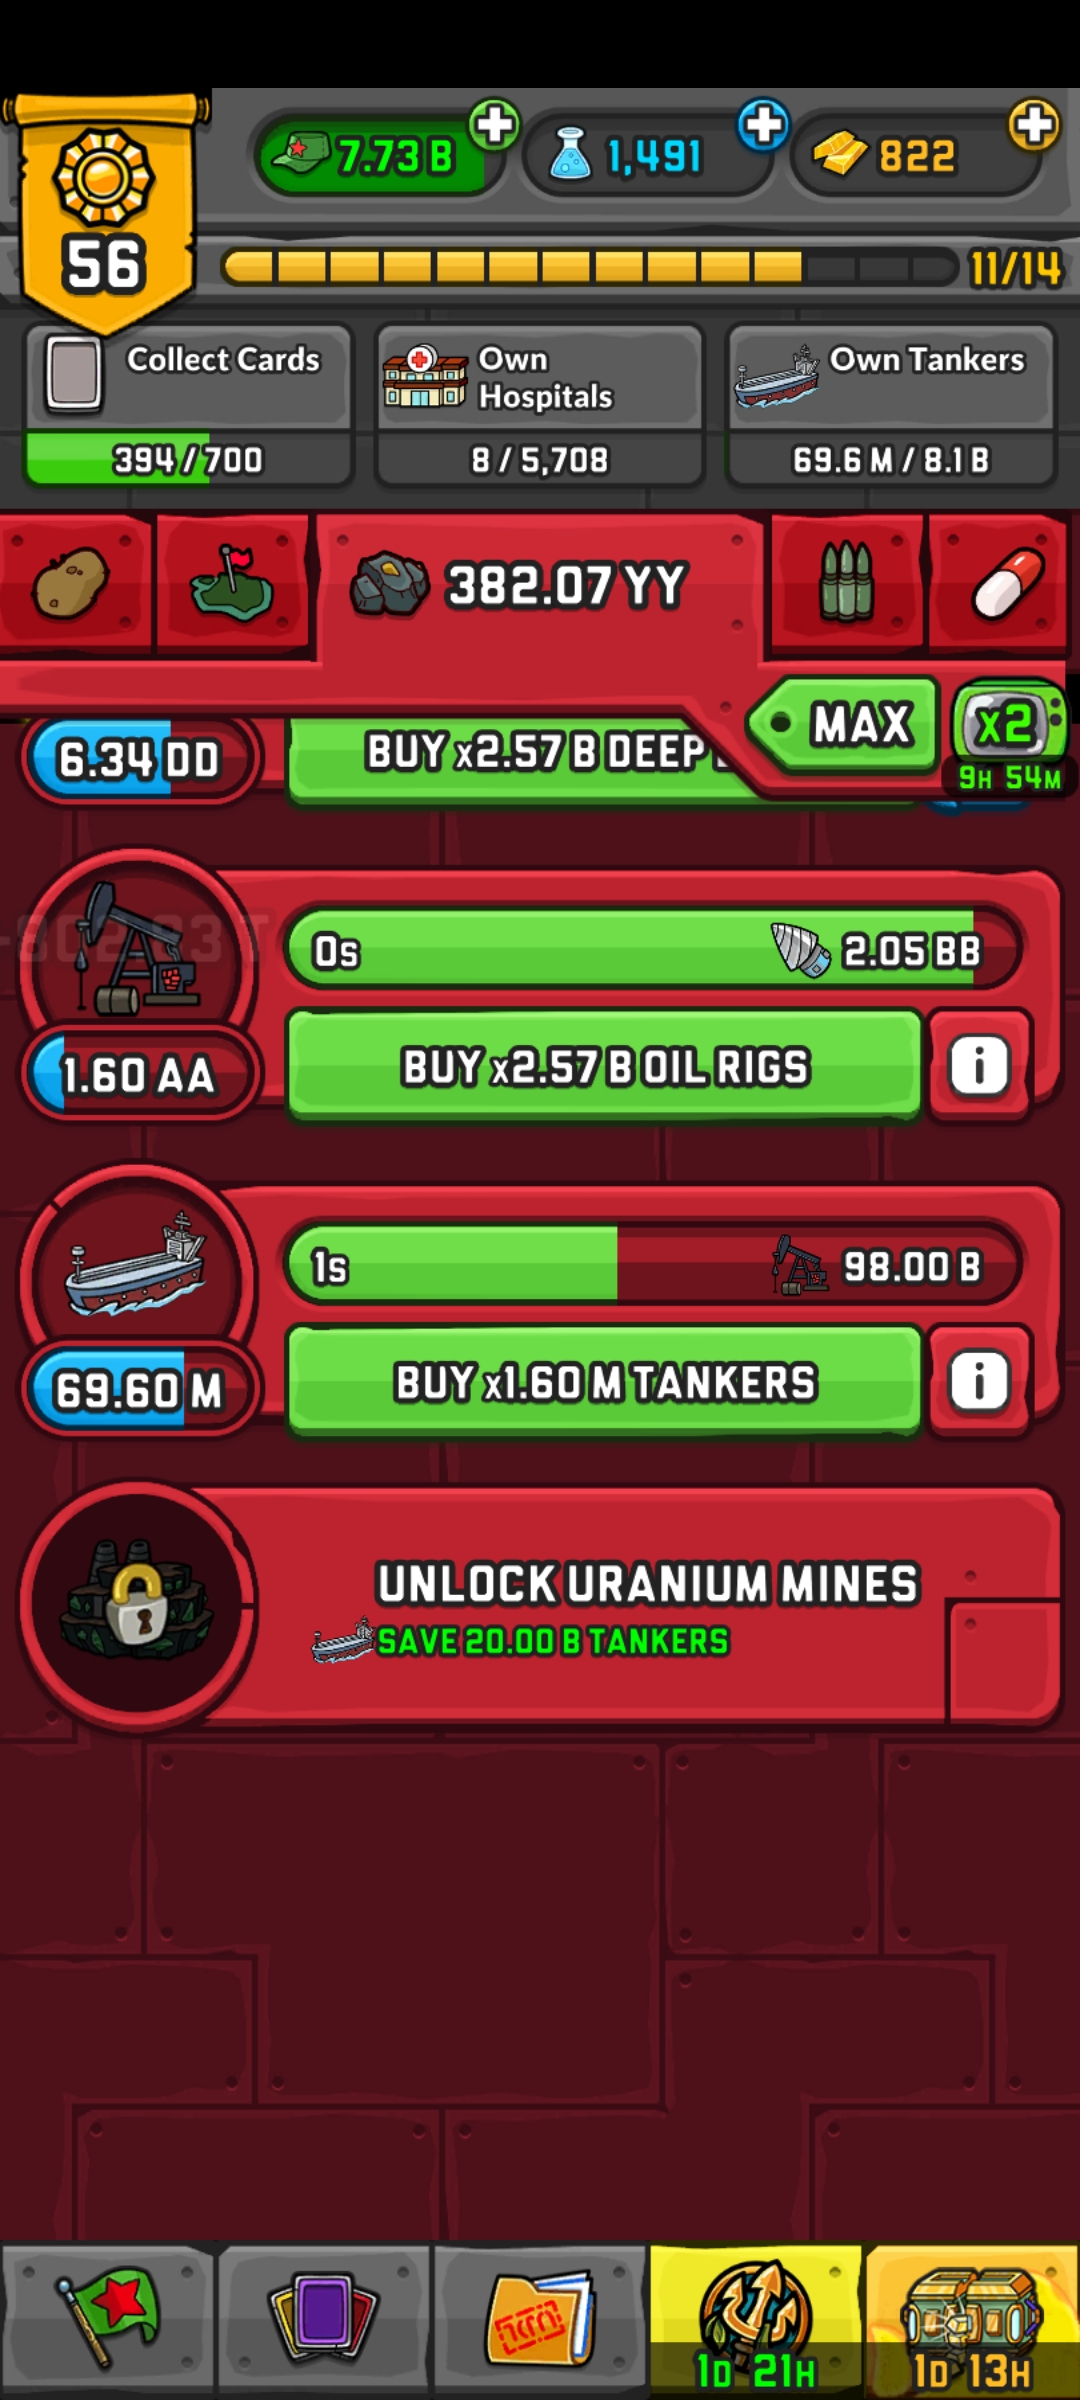 7.73 B
1,491
822
56
11/14
Collect Cards
394/700
Own
Hospitals
8/5,708
Own Tankers
69.6 M/8.1 B
382.07 YY
MAX
x2
9H 54M
6.34 DD
BUY x2.57 B DEEP
0s
2.05 BB
1.60 AA
BUY x2.57 B OIL RIGS
i
1s
98.00 B
69.60 M
BUY x1.60 M TANKERS
i
UNLOCK URANIUM MINES
SAVE 20.00 B TANKERS
1D 21H
1D 13H